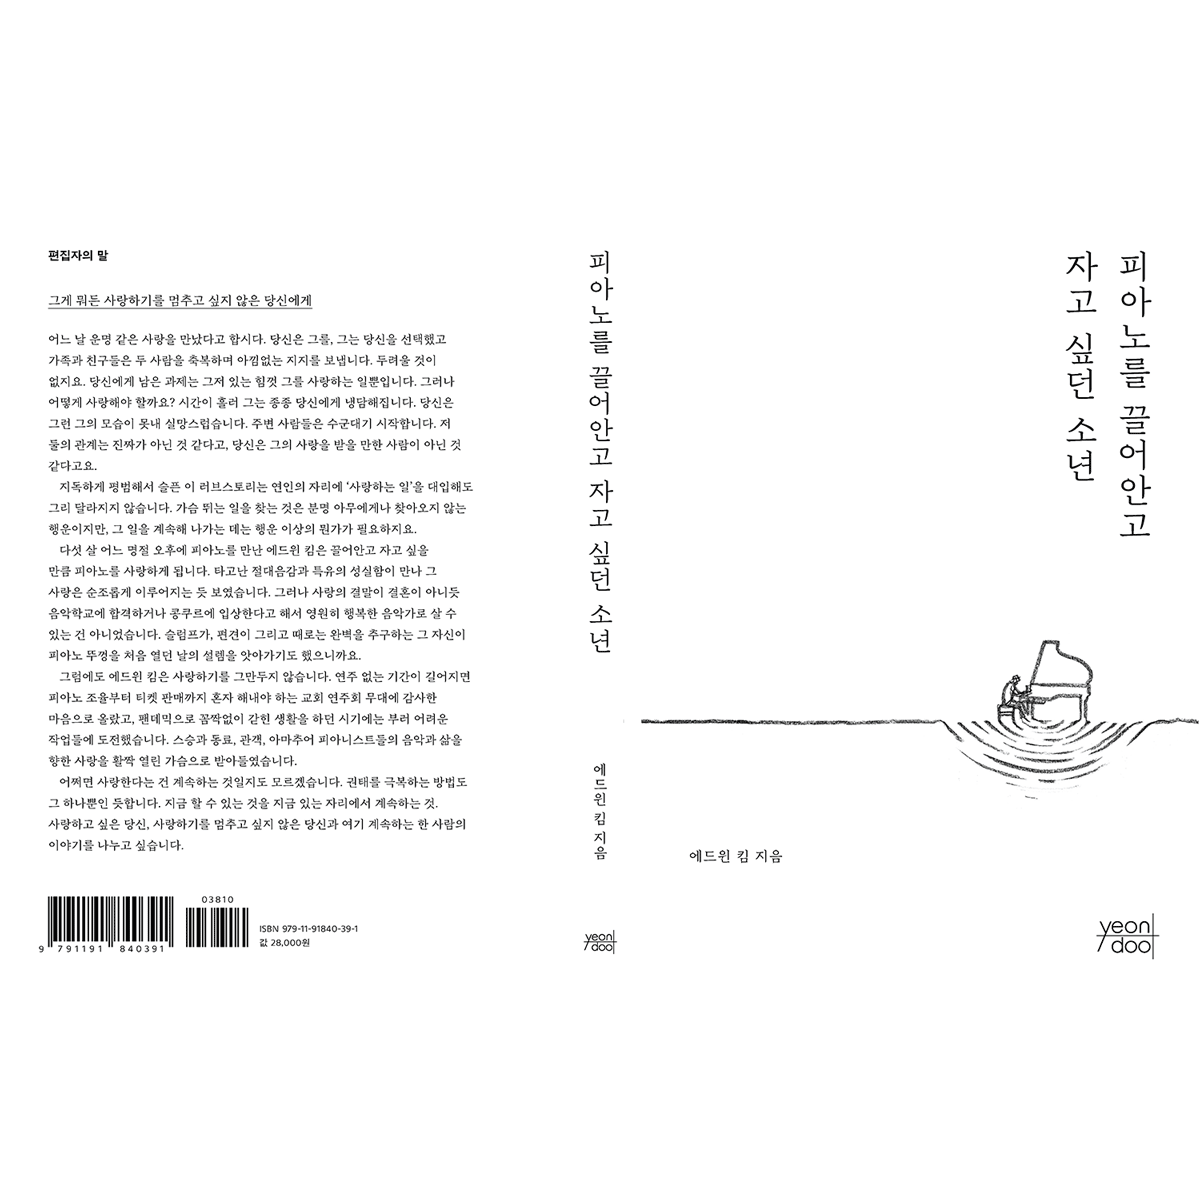 편집자의 말
그게 뭐든 사랑하기를 멈추고 싶지 않은 당신에게
어느 날 운명 같은 사랑을 만났다고 합시다. 당신은 그를, 그는 당신을 선택했고
가족과 친구들은 두 사람을 축복하며 아낌없는 지지를 보냅니다. 두려울 것이
없지요. 당신에게 남은 과제는 그저 있는 힘껏 그를 사랑하는 일뿐입니다. 그러나
어떻게 사랑해야 할까요? 시간이 흘러 그는 종종 당신에게 냉담해집니다. 당신은
그런 그의 모습이 못내 실망스럽습니다. 주변 사람들은 수군대기 시작합니다. 저
둘의 관계는 진짜가 아닌 것 같다고, 당신은 그의 사랑을 받을 만한 사람이 아닌 것
같다고요.
지독하게 평범해서 슬픈 이 러브스토리는 연인의 자리에 ‘사랑하는 일’을 대입해도
그리 달라지지 않습니다. 가슴 뛰는 일을 찾는 것은 분명 아무에게나 찾아오지 않는
행운이지만, 그 일을 계속해 나가는 데는 행운 이상의 뭔가가 필요하지요.
다섯 살 어느 명절 오후에 피아노를 만난 에드윈 킴은 끌어안고 자고 싶을
만큼 피아노를 사랑하게 됩니다. 타고난 절대음감과 특유의 성실함이 만나 그
사랑은 순조롭게 이루어지는 듯 보였습니다. 그러나 사랑의 결말이 결혼이 아니듯
음악학교에 합격하거나 콩쿠르에 입상한다고 해서 영원히 행복한 음악가로 살 수
있는 건 아니었습니다. 슬럼프가, 편견이 그리고 때로는 완벽을 추구하는 그 자신이
피아노 뚜껑을 처음 열던 날의 설렘을 앗아가기도 했으니까요.
그럼에도 에드윈 킴은 사랑하기를 그만두지 않습니다. 연주 없는 기간이 길어지면
피아노 조율부터 티켓 판매까지 혼자 해내야 하는 교회 연주회 무대에 감사한
마음으로 올랐고, 팬데믹으로 꼼짝없이 갇힌 생활을 하던 시기에는 부러 어려운
작업들에 도전했습니다. 스승과 동료, 관객, 아마추어 피아니스트들의 음악과 삶을
향한 사랑을 활짝 열린 가슴으로 받아들였습니다.
어쩌면 사랑한다는 건 계속하는 것일지도 모르겠습니다. 권태를 극복하는 방법도
그 하나뿐인 듯합니다. 지금 할 수 있는 것을 지금 있는 자리에서 계속하는 것.
사랑하고 싶은 당신, 사랑하기를 멈추고 싶지 않은 당신과 여기 계속하는 한 사람의
이야기를 나누고 싶습니다.
9 791191 840391
03810
ISBN 979-11-91840-39-1
값 28,000원
피아노를 끌어안고 자고 싶던 소년
에드윈 킴 지음
yeon
doo
피아노를 끌어안고
자고 싶던 소년
에드윈 킴 지음
yeon
doo